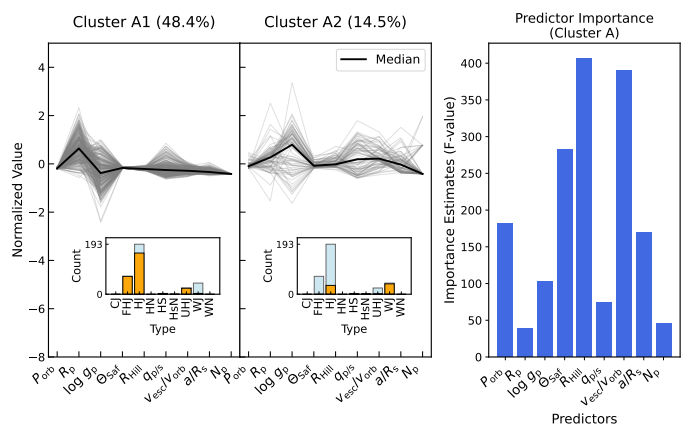 Cluster A1 (48.4%)
Cluster A2 (14.5%)
Predictor Importance
(Cluster A)
Median
Normalized Value
4
2
0
−2
−4
−6
−8
Count
193
0
CJ
FHJ
HJ
HN
HS
HsN
UHJ
WJ
WN
Type
Count
193
0
CJ
FHJ
HJ
HN
HS
HsN
UHJ
WJ
WN
Type
P_orb
R_p
log g_p
Θ_Saf
R_Hill
q_p/s
v_esc/v_orb
a/R_s
N_p
P_orb
R_p
log g_p
Θ_Saf
R_Hill
q_p/s
v_esc/v_orb
a/R_s
N_p
Importance Estimates (F-value)
400
350
300
250
200
150
100
50
0
P_orb
R_p
log g_p
Θ_Saf
R_Hill
q_p/s
v_esc/v_orb
a/R_s
N_p
Predictors